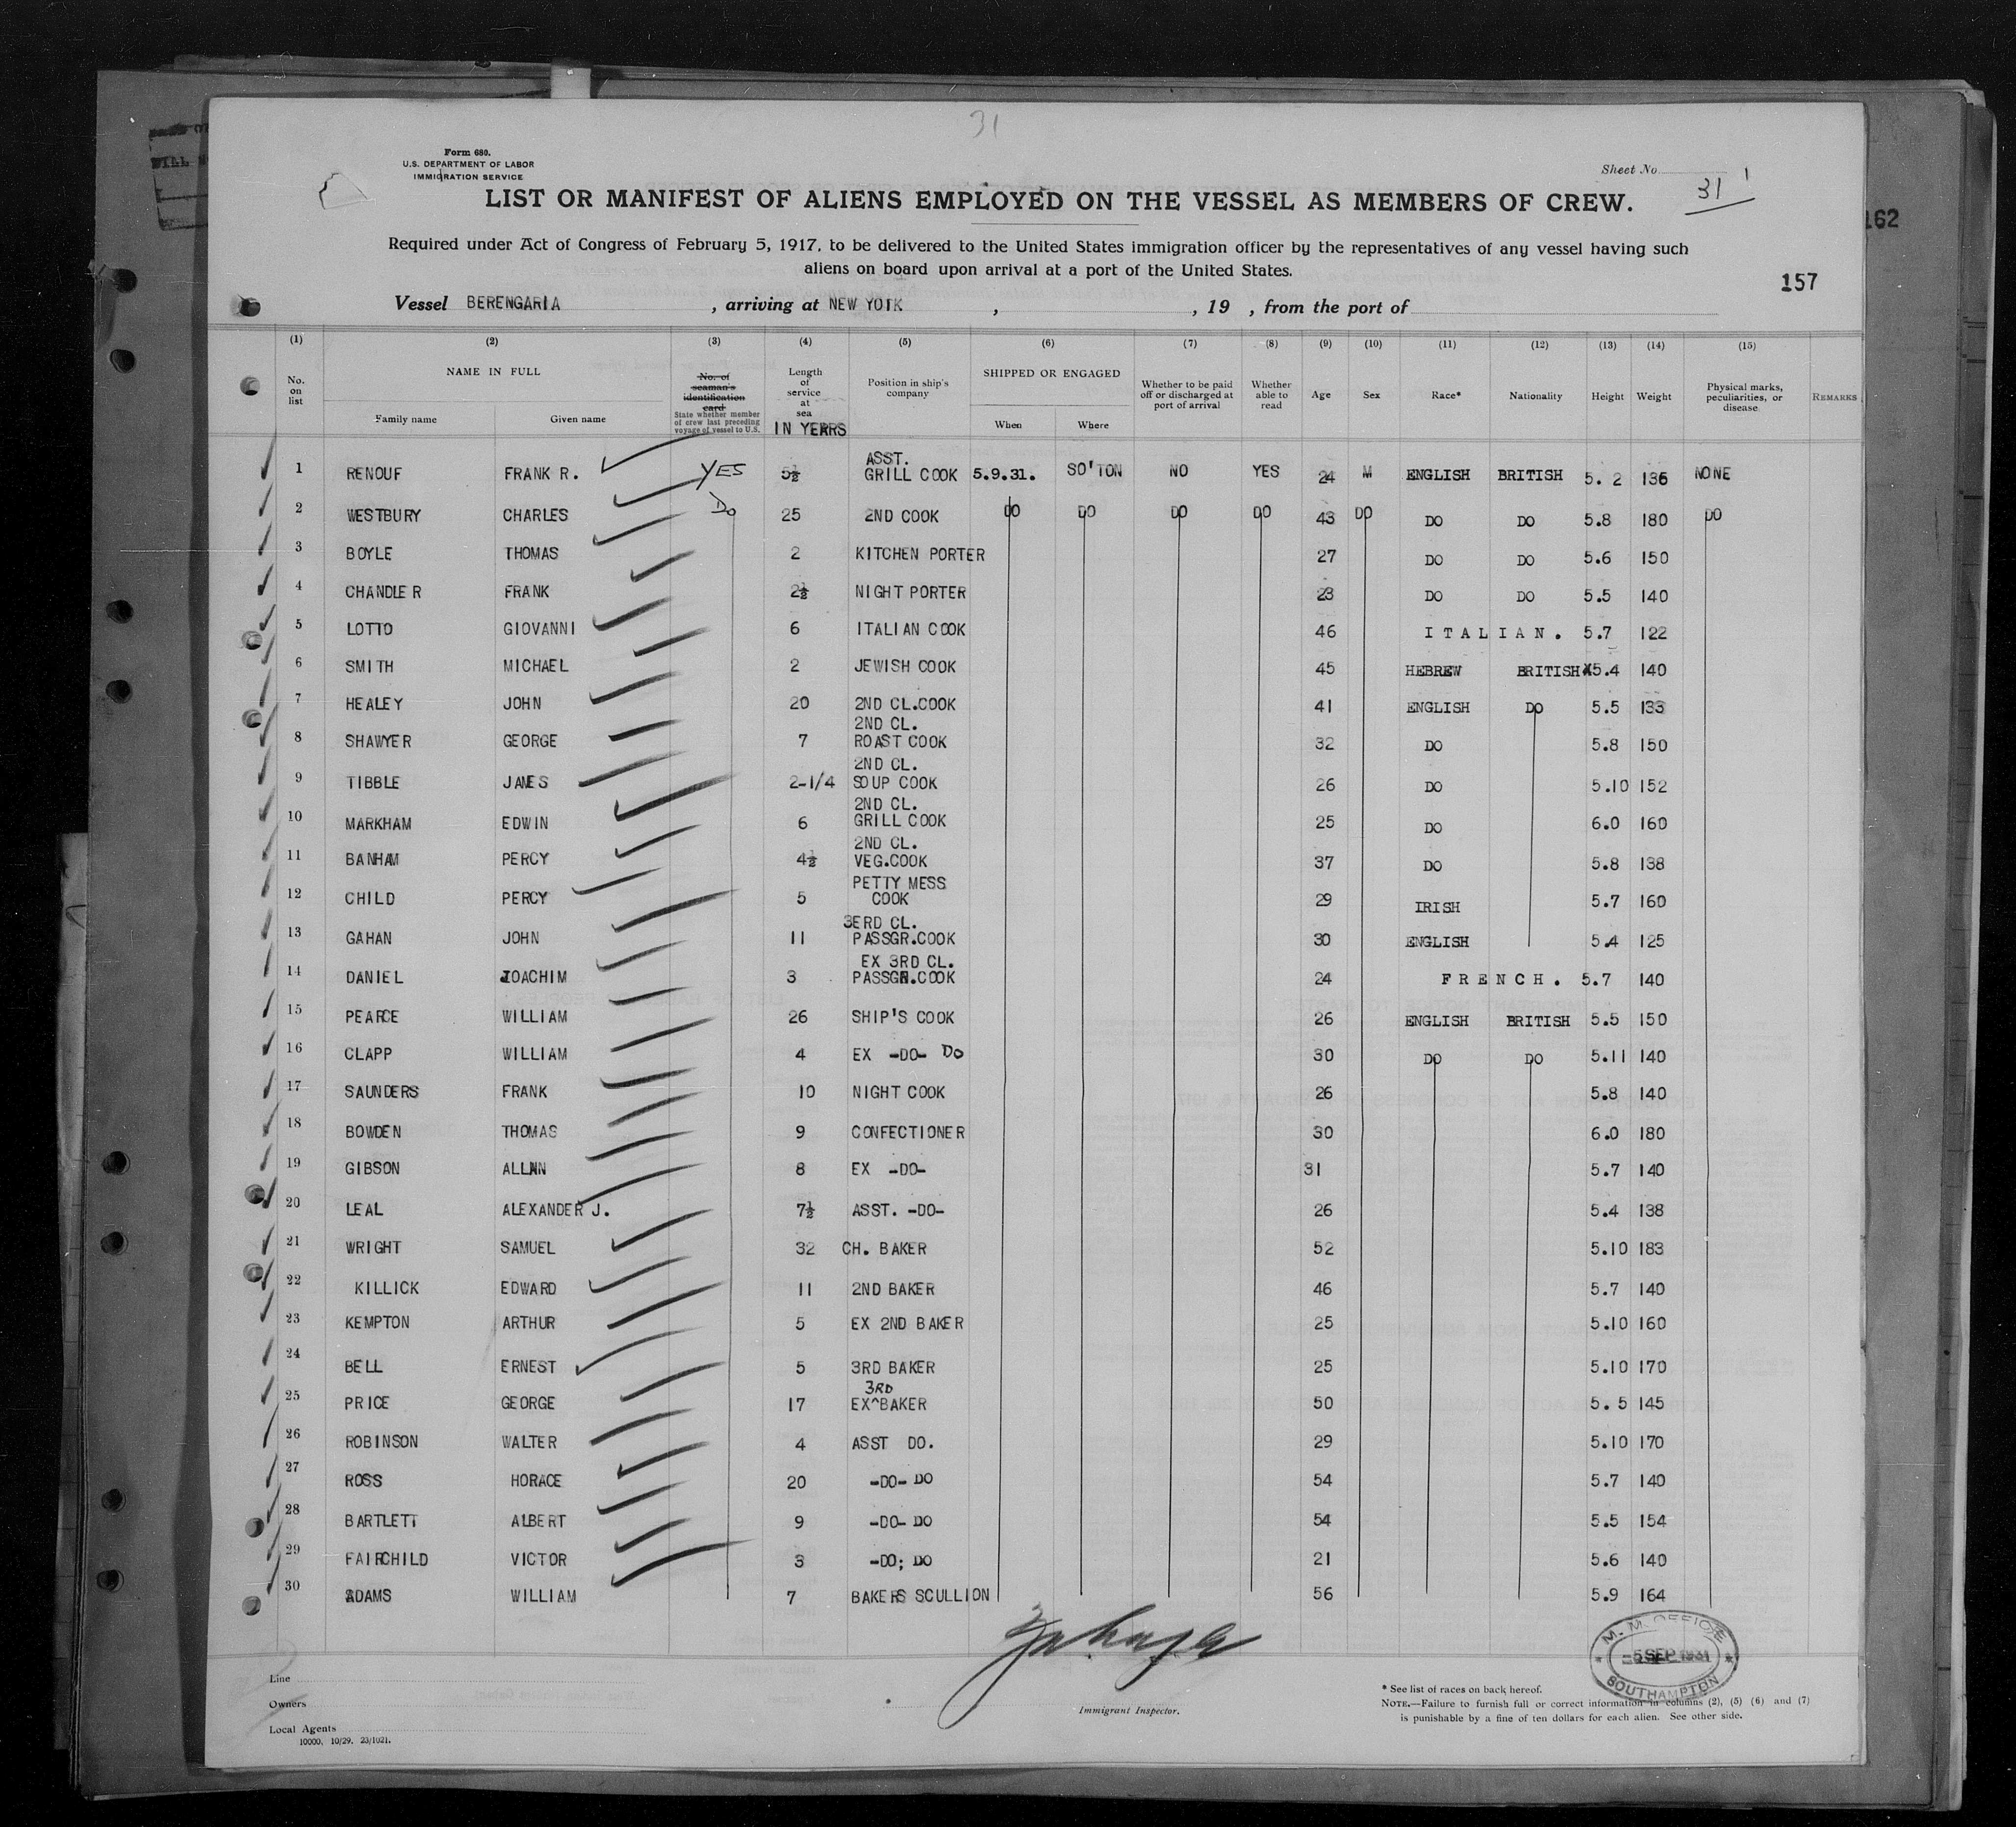 31
Form 680.
U.S. DEPARTMENT OF LABOR
IMMIGRATION SERVICE
Sheet No
31
LIST OR MANIFEST OF ALIENS EMPLOYED ON THE VESSEL AS MEMBERS OF CREW.
162
Required under Act of Congress of February 5, 1917, to be delivered to the United States immigration officer by the representatives of any vessel having such
aliens on board upon arrival at a port of the United States.
157
Vessel BERENGARIA , arriving at NEW YORK , , 19 , from the port of
(1) (2) (3) (4) (5) (6) (7) (8) (9) (10) (11) (12) (13) (14) (15)
No. on list NAME IN FULL Family name Given name
No. of seaman's identification card State whether member of crew last preceding voyage of vessel to U.S.
Length of service at sea IN YEARS
Position in ship's company
SHIPPED OR ENGAGED When Where
Whether to be paid off or discharged at port of arrival
Whether able to read
Age Sex Race* Nationality Height Weight
Physical marks, peculiarities, or disease
REMARKS
1 RENOUF FRANK R. YES 5½ ASST. GRILL COOK 5.9.31. SO'TON NO YES 24 M ENGLISH BRITISH 5. 2 136 NONE
2 WESTBURY CHARLES Do 25 2ND COOK DO DO DO DO 43 DO DO DO 5.8 180 DO
3 BOYLE THOMAS 2 KITCHEN PORTER 27 DO DO 5.6 150
4 CHANDLER FRANK 2½ NIGHT PORTER 23 DO DO 5.5 140
5 LOTTO GIOVANNI 6 ITALIAN COOK 46 ITALIAN. 5.7 122
6 SMITH MICHAEL 2 JEWISH COOK 45 HEBREW BRITISH 5.4 140
7 HEALEY JOHN 20 2ND CL.COOK 41 ENGLISH DO 5.5 133
8 SHAWYER GEORGE 7 2ND CL. ROAST COOK 32 DO 5.8 150
9 TIBBLE JAMES 2-1/4 2ND CL. SOUP COOK 26 DO 5.10 152
10 MARKHAM EDWIN 6 2ND CL. GRILL COOK 25 DO 6.0 160
11 BANHAM PERCY 4½ 2ND CL. VEG.COOK 37 DO 5.8 138
12 CHILD PERCY 5 PETTY MESS COOK 29 IRISH 5.7 160
13 GAHAN JOHN 11 3ERD CL. PASSGR.COOK 30 ENGLISH 5.4 125
14 DANIEL JOACHIM 3 EX 3RD CL. PASSGR.COOK 24 FRENCH. 5.7 140
15 PEARCE WILLIAM 26 SHIP'S COOK 26 ENGLISH BRITISH 5.5 150
16 CLAPP WILLIAM 4 EX -DO- Do 30 DO DO 5.11 140
17 SAUNDERS FRANK 10 NIGHT COOK 26 5.8 140
18 BOWDEN THOMAS 9 CONFECTIONER 30 6.0 180
19 GIBSON ALLAN 8 EX -DO- 31 5.7 140
20 LEAL ALEXANDER J. 7½ ASST. -DO- 26 5.4 138
21 WRIGHT SAMUEL 32 CH. BAKER 52 5.10 183
22 KILLICK EDWARD 11 2ND BAKER 46 5.7 140
23 KEMPTON ARTHUR 5 EX 2ND BAKER 25 5.10 160
24 BELL ERNEST 5 3RD BAKER 25 5.10 170
25 PRICE GEORGE 17 EX^BAKER 3RD 50 5. 5 145
26 ROBINSON WALTER 4 ASST DO. 29 5.10 170
27 ROSS HORACE 20 -DO- DO 54 5.7 140
28 BARTLETT ALBERT 9 -DO- DO 54 5.5 154
29 FAIRCHILD VICTOR 3 -DO; DO 21 5.6 140
30 ADAMS WILLIAM 7 BAKERS SCULLION 56 5.9 164
M. M. OFFICE
5 SEP 1931
SOUTHAMPTON
Line
Owners
Local Agents
10000, 10/29, 23/1021.
Immigrant Inspector.
* See list of races on back hereof.
NOTE.—Failure to furnish full or correct information in columns (2), (5) (6) and (7)
is punishable by a fine of ten dollars for each alien. See other side.